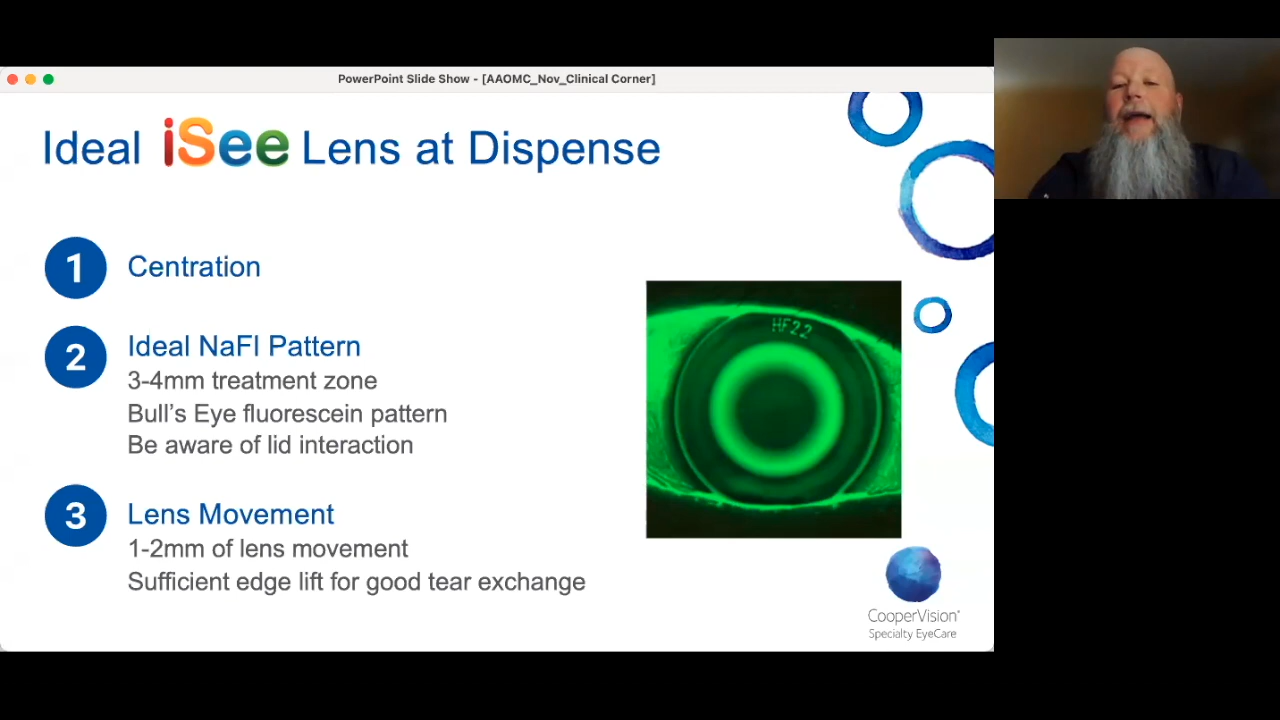 PowerPoint Slide Show - [AAOMC_Nov_Clinical Corner]
Ideal iSee Lens at Dispense
1 Centration
2 Ideal NaFl Pattern
3-4mm treatment zone
Bull's Eye fluorescein pattern
Be aware of lid interaction
3 Lens Movement
1-2mm of lens movement
Sufficient edge lift for good tear exchange
HF22
CooperVision®
Specialty EyeCare